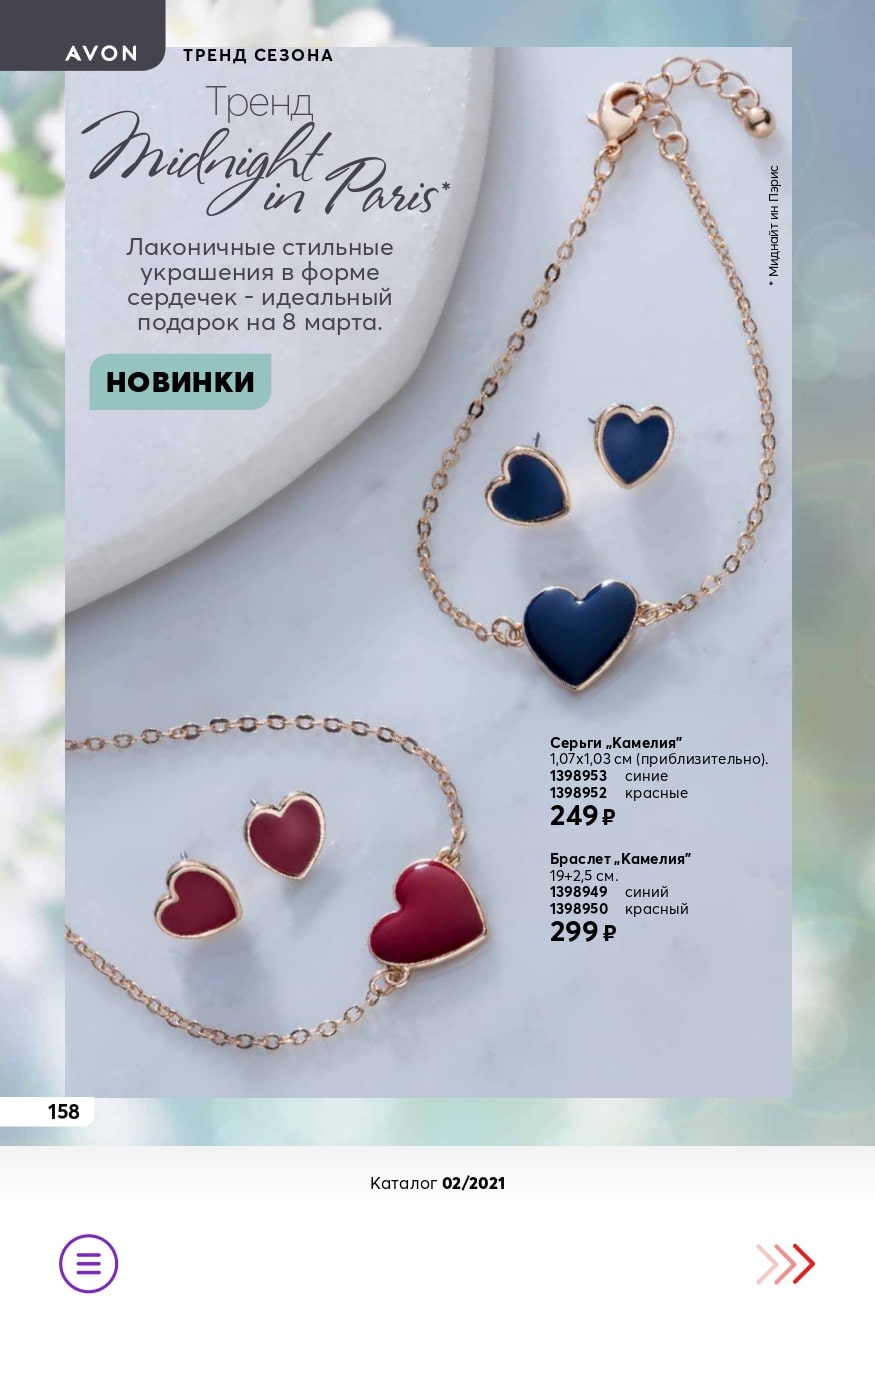 AVON
ТРЕНД СЕЗОНА
Тренд
Midnight
in Paris*
* Миднайт ин Пэрис
Лаконичные стильные
украшения в форме
сердечек - идеальный
подарок на 8 марта.
НОВИНКИ
Серьги „Камелия”
1,07х1,03 см (приблизительно).
1398953 синие
1398952 красные
249 ₽
Браслет „Камелия”
19+2,5 см.
1398949 синий
1398950 красный
299 ₽
158
Каталог 02/2021